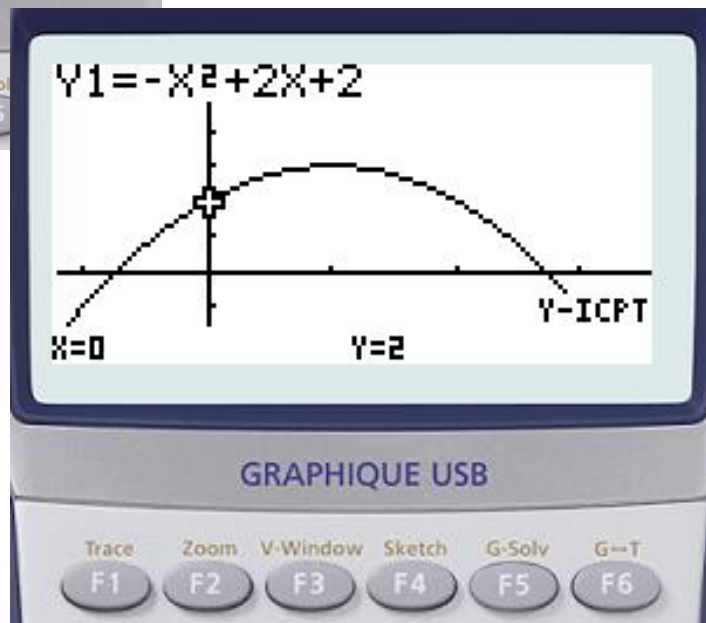 Y1=-X²+2X+2
Y-ICPT
X=0 Y=2
GRAPHIQUE USB
Trace Zoom V-Window Sketch G-Solv G↔T
F1 F2 F3 F4 F5 F6